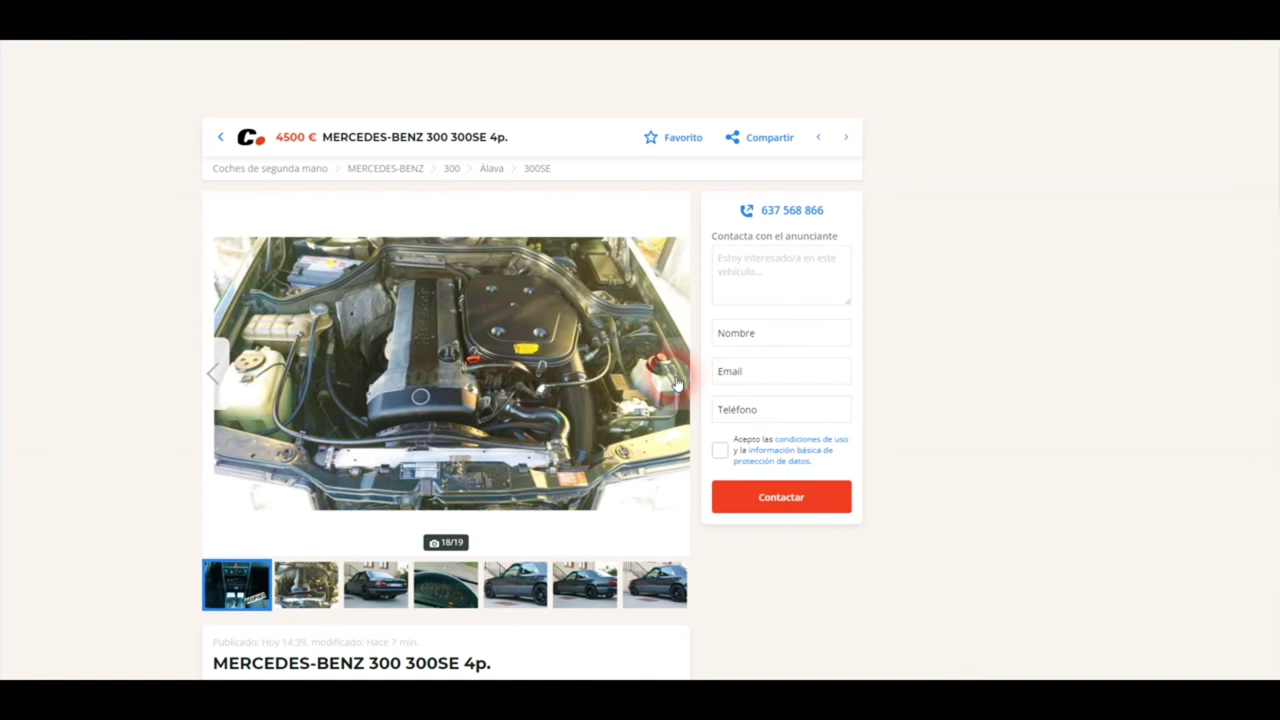 C. 4500 € MERCEDES-BENZ 300 300SE 4p. Favorito Compartir
Coches de segunda mano MERCEDES-BENZ 300 Álava 300SE
637 568 866
Contacta con el anunciante
Estoy interesado/a en este
vehículo...
Nombre
Email
Teléfono
Acepto las condiciones de uso
y la información básica de
protección de datos.
Contactar
18/19
Publicado: Hoy 14:39, modificado: Hace 7 min.
MERCEDES-BENZ 300 300SE 4p.